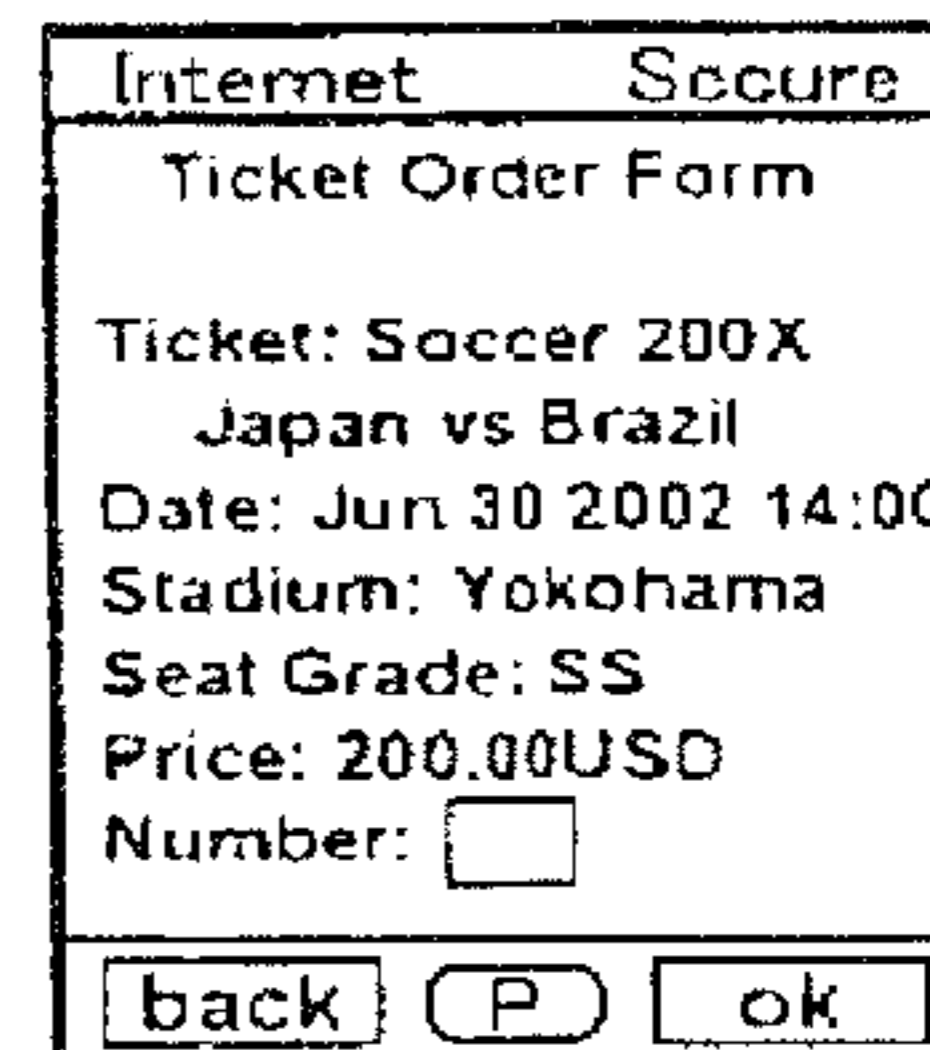 Internet Secure
Ticket Order Form
Ticket: Soccer 200X
Japan vs Brazil
Date: Jun 30 2002 14:00
Stadium: Yokohama
Seat Grade: SS
Price: 200.00USD
Number:
back P ok